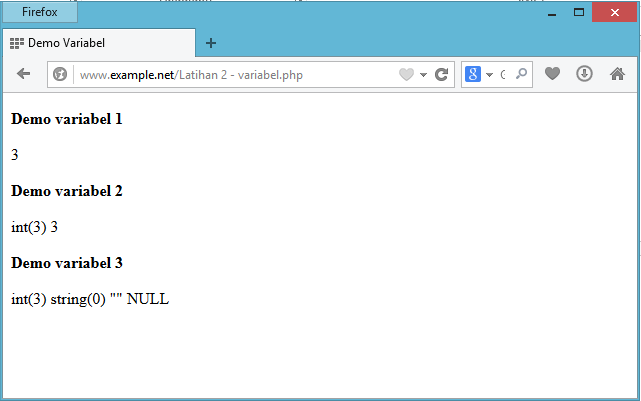 Firefox
Demo Variabel
www.example.net/Latihan 2 - variabel.php
Demo variabel 1
3
Demo variabel 2
int(3) 3
Demo variabel 3
int(3) string(0) "" NULL